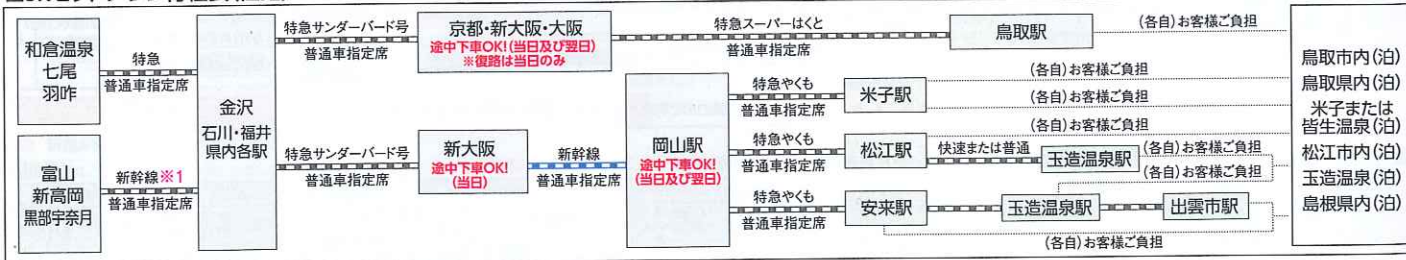 和倉温泉
七尾
羽咋
特急
普通車指定席
富山
新高岡
黒部宇奈月
新幹線※1
普通車指定席
金沢
石川・福井
県内各駅
特急サンダーバード号
普通車指定席
京都・新大阪・大阪
途中下車OK!(当日及び翌日)
※復路は当日のみ
特急スーパーはくと
普通車指定席
鳥取駅
(各自)お客様ご負担
特急サンダーバード号
普通車指定席
新大阪
途中下車OK!
(当日)
新幹線
普通車指定席
岡山駅
途中下車OK!
(当日及び翌日)
特急やくも
普通車指定席
米子駅
(各自)お客様ご負担
(各自)お客様ご負担
特急やくも
普通車指定席
松江駅
(各自)お客様ご負担
快速または普通
玉造温泉駅
(各自)お客様ご負担
(各自)お客様ご負担
特急やくも
普通車指定席
安来駅
玉造温泉駅
出雲市駅
(各自)お客様ご負担
鳥取市内(泊)
鳥取県内(泊)
米子または
皆生温泉(泊)
松江市内(泊)
玉造温泉(泊)
島根県内(泊)